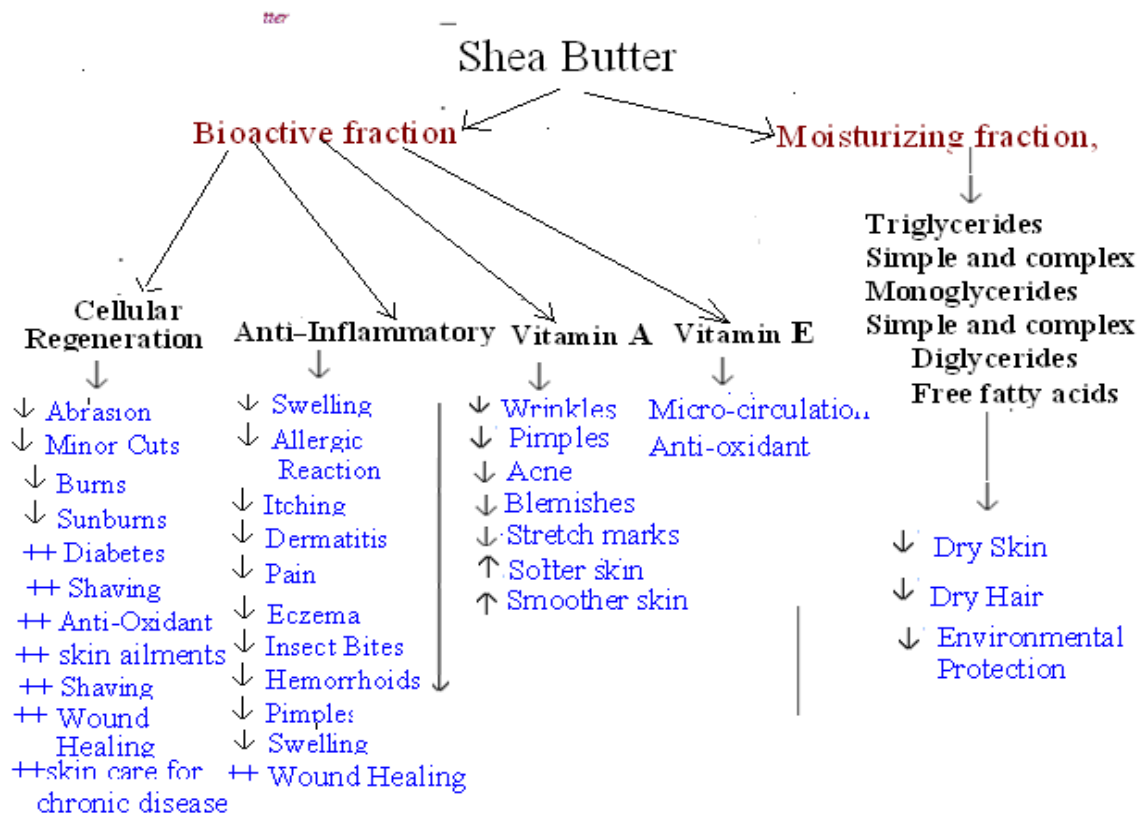 tter
Shea Butter
Bioactive fraction
Moisturizing fraction,
Triglycerides
Simple and complex
Monoglycerides
Simple and complex
Diglycerides
Free fatty acids
Cellular
Regeneration
Anti-Inflammatory
Vitamin A
Vitamin E
↓ Abrasion
↓ Minor Cuts
↓ Burns
↓ Sunburns
++ Diabetes
++ Shaving
++ Anti-Oxidant
++ skin ailments
++ Shaving
++ Wound
Healing
++skin care for
chronic disease
↓ Swelling
↓ Allergic
Reaction
↓ Itching
↓ Dermatitis
↓ Pain
↓ Eczema
↓ Insect Bites
↓ Hemorrhoids
↓ Pimples
↓ Swelling
++ Wound Healing
↓ Wrinkles
↓ Pimples
↓ Acne
↓ Blemishes
↓ Stretch marks
↑ Softer skin
↑ Smoother skin
Micro-circulation
Anti-oxidant
↓ Dry Skin
↓ Dry Hair
↓ Environmental
Protection